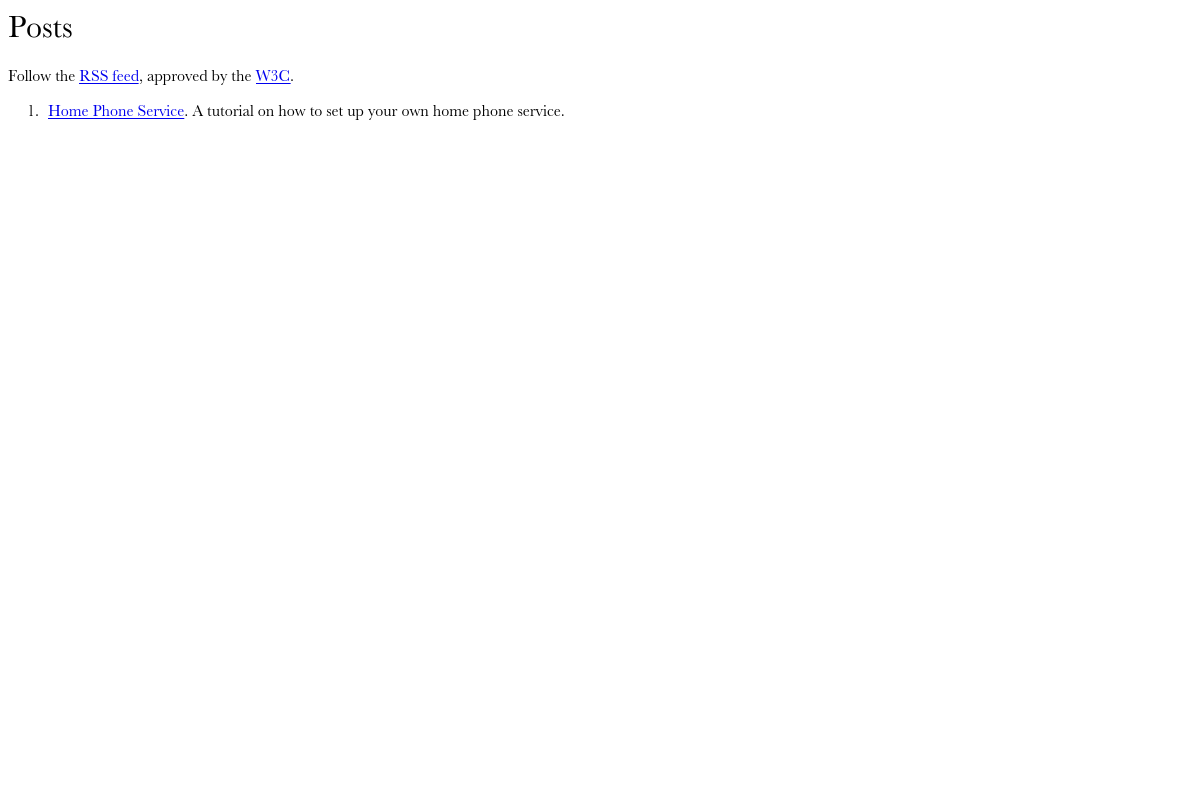 Posts
Follow the RSS feed, approved by the W3C.
1. Home Phone Service. A tutorial on how to set up your own home phone service.